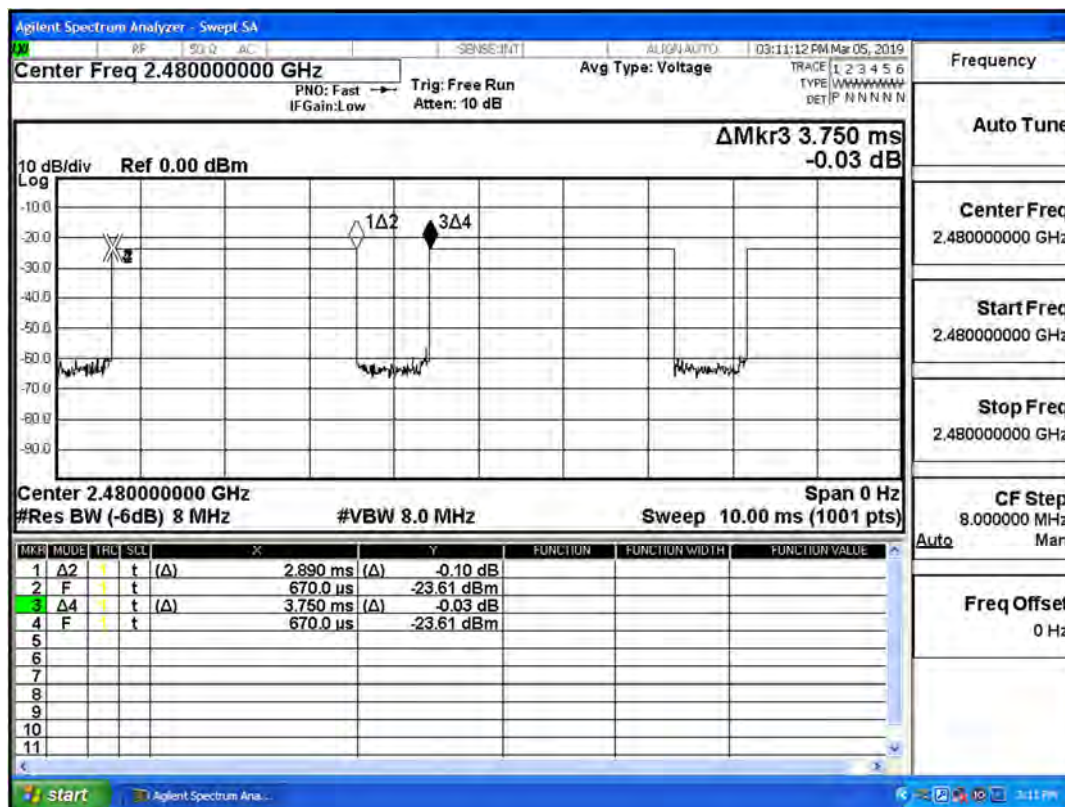 Agilent Spectrum Analyzer - Swept SA
RF 50 Ω AC SENSE:INT ALIGN AUTO 03:11:12 PM Mar 05, 2019
Center Freq 2.480000000 GHz
PNO: Fast
IFGain:Low
Trig: Free Run
Atten: 10 dB
Avg Type: Voltage
TRACE 1 2 3 4 5 6
TYPE WWWWWW
DET P N N N N N
ΔMkr3 3.750 ms
-0.03 dB
10 dB/div Ref 0.00 dBm
Log
-10.0
-20.0
-30.0
-40.0
-50.0
-60.0
-70.0
-80.0
-90.0
1Δ2
3Δ4
Center 2.480000000 GHz Span 0 Hz
#Res BW (-6dB) 8 MHz #VBW 8.0 MHz Sweep 10.00 ms (1001 pts)
MKR MODE TRC SCL X Y FUNCTION FUNCTION WIDTH FUNCTION VALUE
1 Δ2 1 t (Δ) 2.890 ms (Δ) -0.10 dB
2 F 1 t 670.0 µs -23.61 dBm
3 Δ4 1 t (Δ) 3.750 ms (Δ) -0.03 dB
4 F 1 t 670.0 µs -23.61 dBm
5
6
7
8
9
10
11
Frequency
Auto Tune
Center Freq
2.480000000 GHz
Start Freq
2.480000000 GHz
Stop Freq
2.480000000 GHz
CF Step
8.000000 MHz
Auto Man
Freq Offset
0 Hz
start
Agilent Spectrum Ana...
3:11 PM